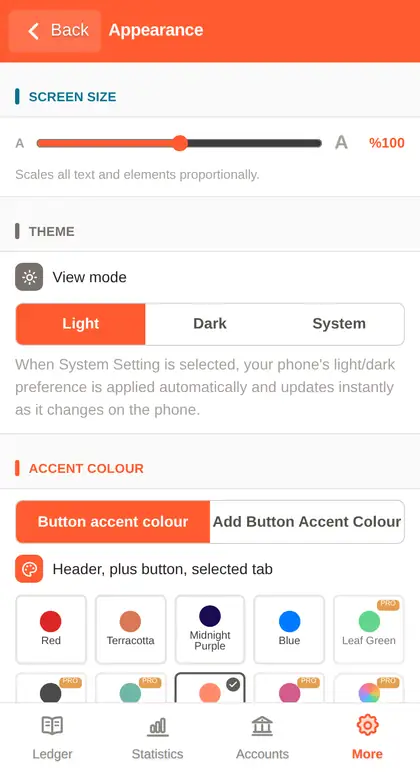 Back Appearance
SCREEN SIZE
A A %100
Scales all text and elements proportionally.
THEME
View mode
Light Dark System
When System Setting is selected, your phone's light/dark
preference is applied automatically and updates instantly
as it changes on the phone.
ACCENT COLOUR
Button accent colour Add Button Accent Colour
Header, plus button, selected tab
PRO
Red Terracotta Midnight Purple Blue Leaf Green
PRO PRO PRO PRO
Ledger Statistics Accounts More